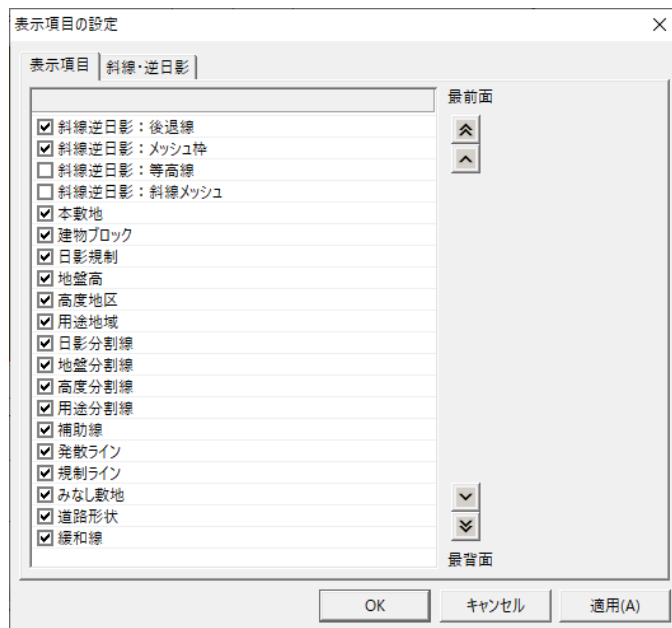 表示項目の設定
表示項目
斜線・逆日影
最前面
斜線逆日影：後退線
斜線逆日影：メッシュ枠
斜線逆日影：等高線
斜線逆日影：斜線メッシュ
本敷地
建物ブロック
日影規制
地盤高
高度地区
用途地域
日影分割線
地盤分割線
高度分割線
用途分割線
補助線
発散ライン
規制ライン
みなし敷地
道路形状
緩和線
最背面
OK
キャンセル
適用(A)